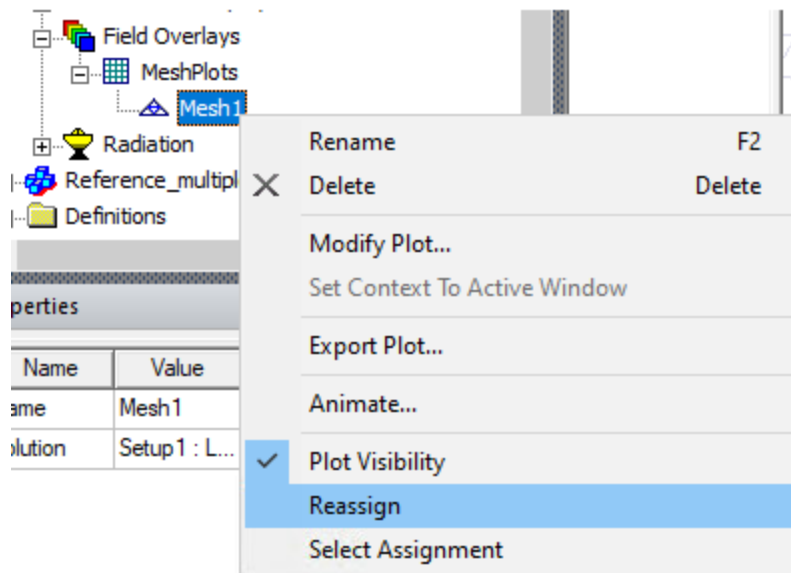 Field Overlays
MeshPlots
Mesh1
Radiation
Reference_multipl
Definitions
perties
Name Value
ame Mesh1
olution Setup1 : L...
Rename F2
Delete Delete
Modify Plot...
Set Context To Active Window
Export Plot...
Animate...
Plot Visibility
Reassign
Select Assignment